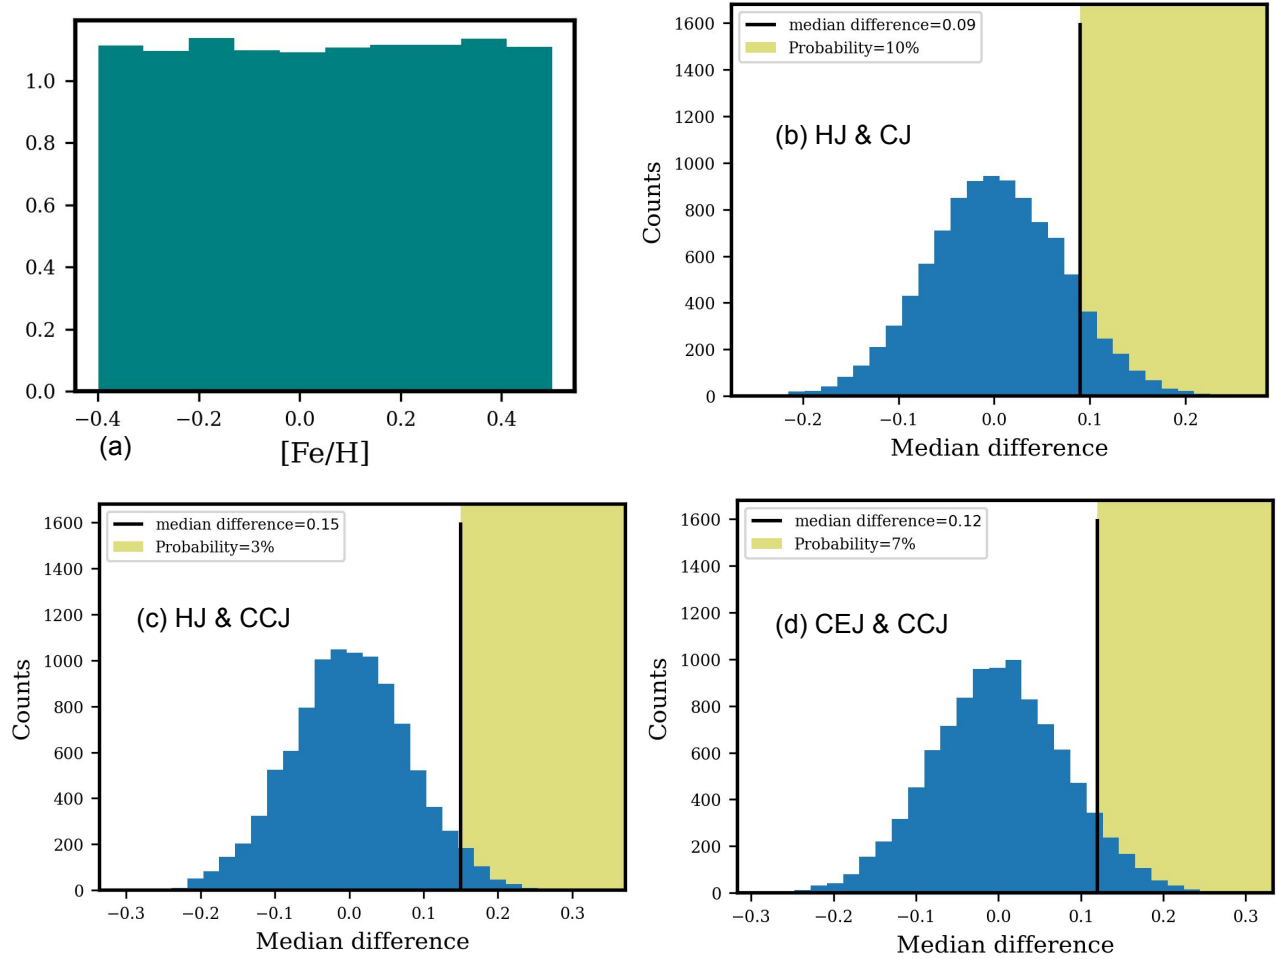 1.0
0.8
0.6
0.4
0.2
0.0
−0.4 −0.2 0.0 0.2 0.4
(a)
[Fe/H]
median difference=0.09
Probability=10%
(b) HJ & CJ
Counts
1600
1400
1200
1000
800
600
400
200
0
−0.2 −0.1 0.0 0.1 0.2
Median difference
median difference=0.15
Probability=3%
(c) HJ & CCJ
Counts
1600
1400
1200
1000
800
600
400
200
0
−0.3 −0.2 −0.1 0.0 0.1 0.2 0.3
Median difference
median difference=0.12
Probability=7%
(d) CEJ & CCJ
Counts
1600
1400
1200
1000
800
600
400
200
0
−0.3 −0.2 −0.1 0.0 0.1 0.2 0.3
Median difference